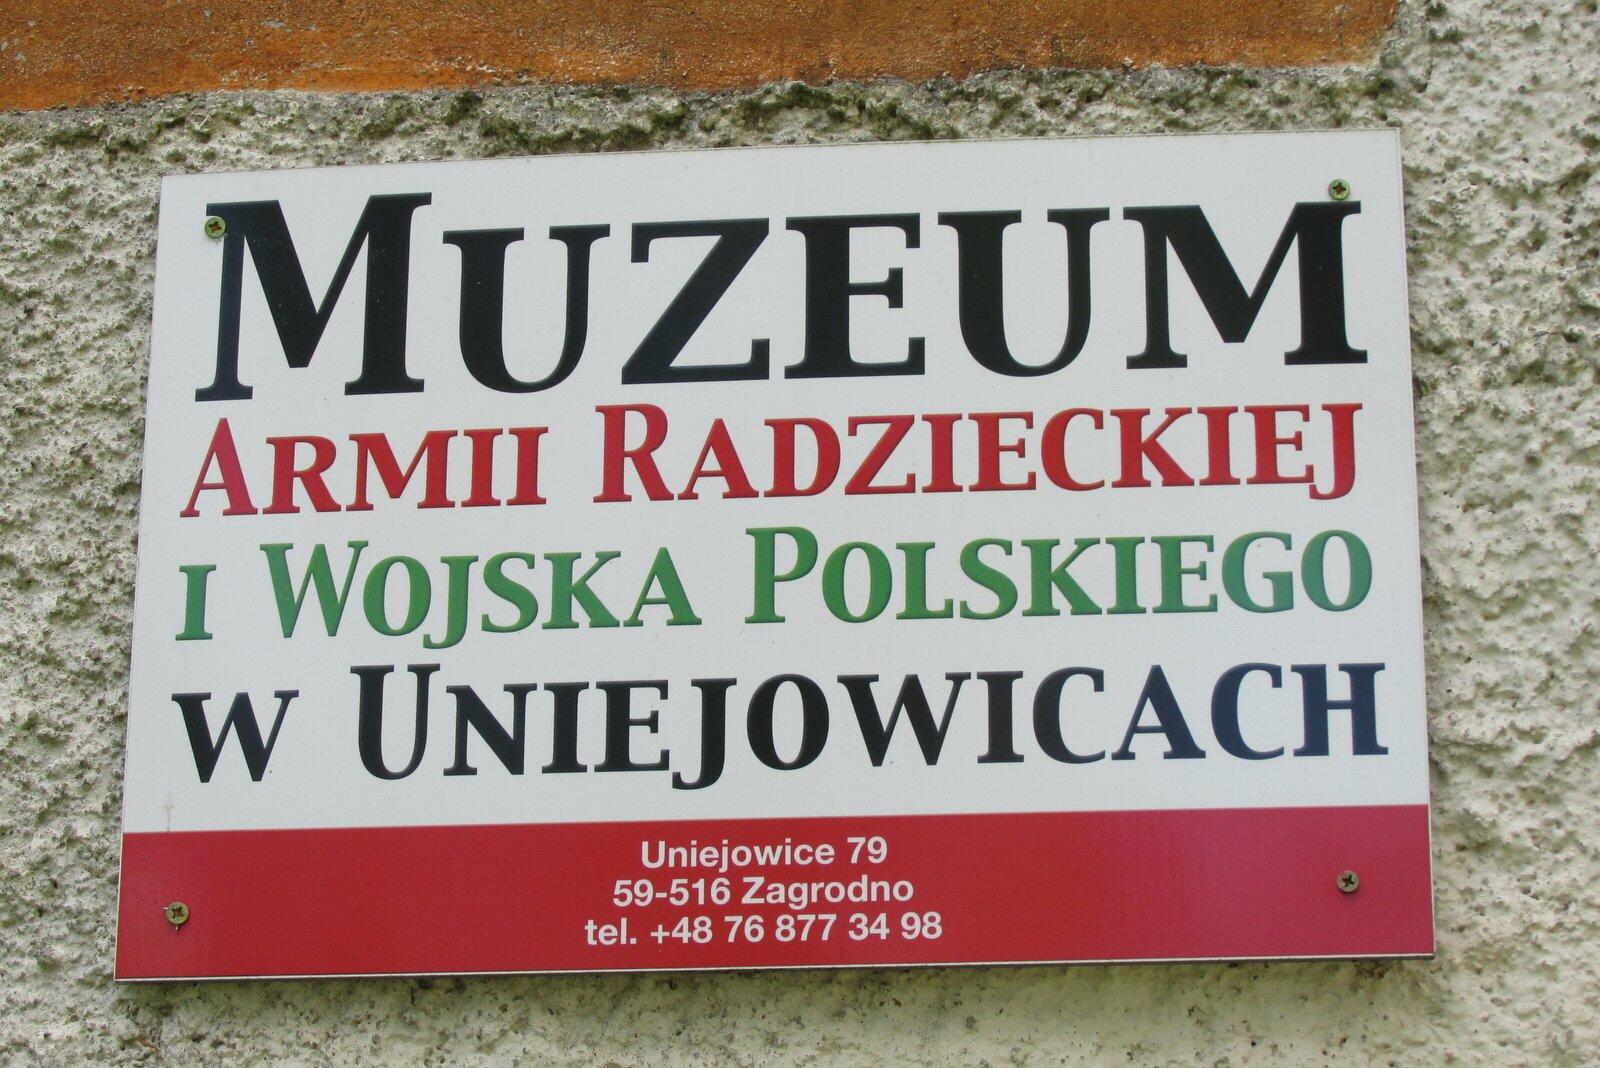 MUZEUM
ARMII RADZIECKIEJ
I WOJSKA POLSKIEGO
W UNIEJOWICACH
Uniejowice 79
59-516 Zagrodno
tel. +48 76 877 34 98